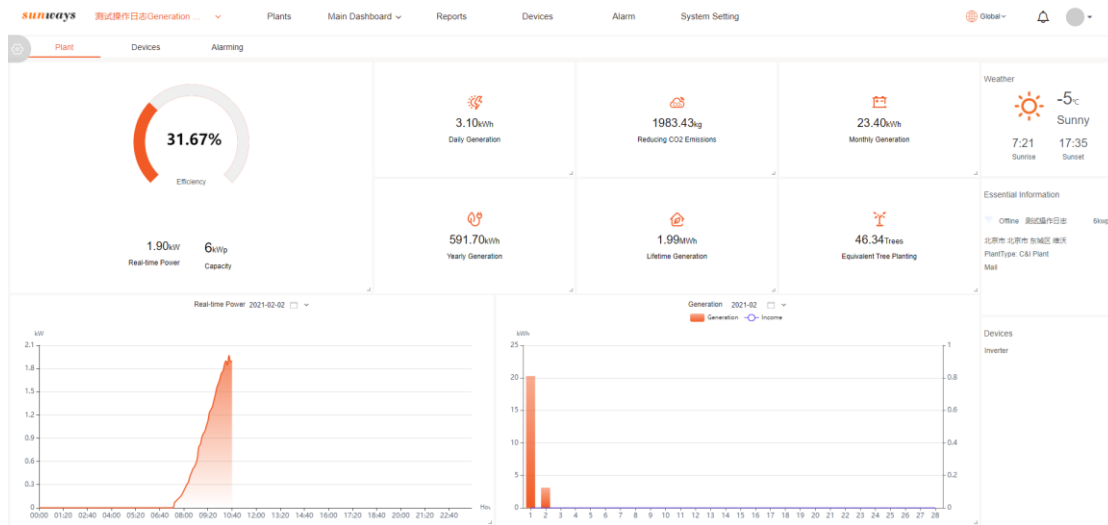 sunways 测试操作日志Generation ... Plants Main Dashboard Reports Devices Alarm System Setting Global
Plant Devices Alarming
31.67%
Efficiency
1.90kW 6kWp
Real-time Power Capacity
3.10kWh
Daily Generation
1983.43kg
Reducing CO2 Emissions
23.40kWh
Monthly Generation
591.70kWh
Yearly Generation
1.99MWh
Lifetime Generation
46.34Trees
Equivalent Tree Planting
Weather
-5℃
Sunny
7:21 17:35
Sunrise Sunset
Essential Information
Offline 测试操作日志 6kwp
北京市 北京市 东城区
PlantType: C&I Plant
Mail
Devices
Inverter
Real-time Power 2021-02-02
kW
2.1
1.8
1.5
1.2
0.9
0.6
0.3
0
00:00 01:20 02:40 04:00 05:20 06:40 08:00 09:20 10:40 12:00 13:20 14:40 16:00 17:20 18:40 20:00 21:20 22:40
Generation 2021-02
Generation Income
kWh
25 1
20 0.8
15 0.6
10 0.4
5 0.2
0 0
1 2 3 4 5 6 7 8 9 10 11 12 13 14 15 16 17 18 19 20 21 22 23 24 25 26 27 28